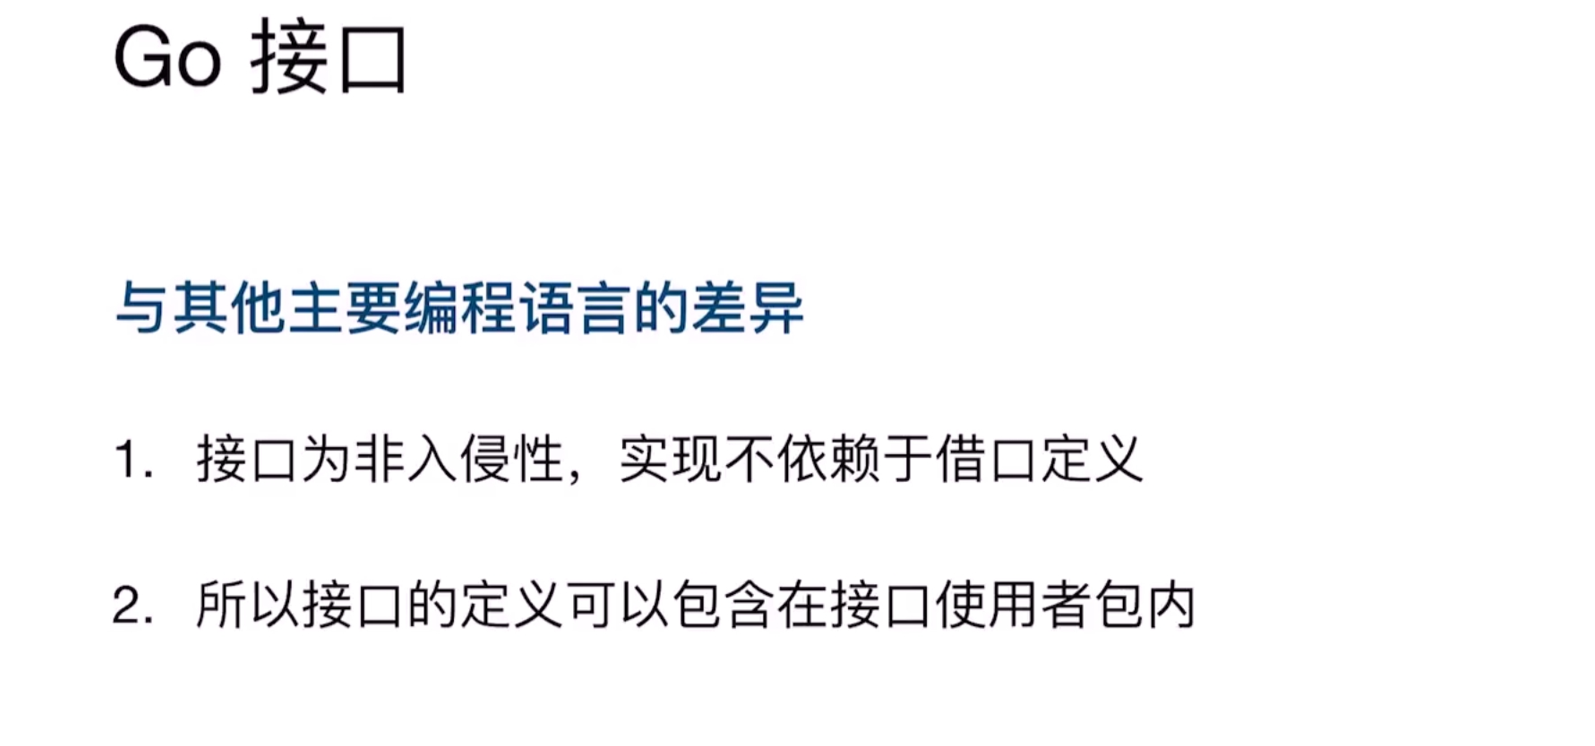 Go 接口
与其他主要编程语言的差异
1. 接口为非入侵性，实现不依赖于借口定义
2. 所以接口的定义可以包含在接口使用者包内